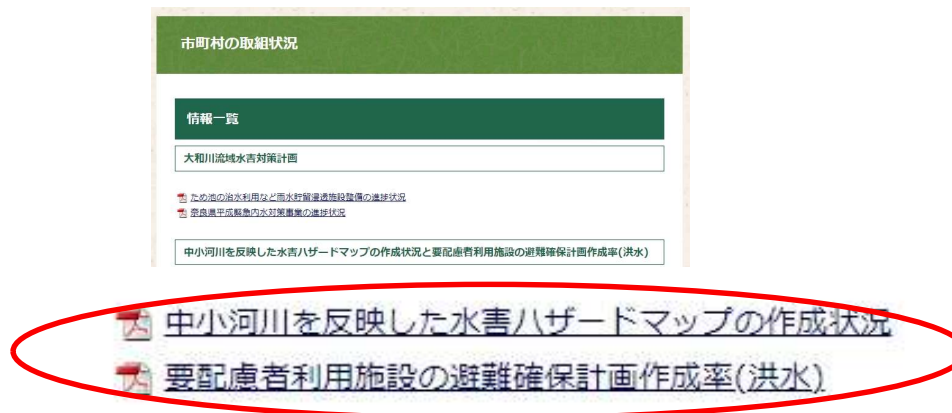 市町村の取組状況
情報一覧
大和川流域水害対策計画
ため池の治水利用など雨水貯留浸透施設整備の進捗状況
奈良県平成緊急内水対策事業の進捗状況
中小河川を反映した水害ハザードマップの作成状況と要配慮者利用施設の避難確保計画作成率(洪水)
中小河川を反映した水害ハザードマップの作成状況
要配慮者利用施設の避難確保計画作成率(洪水)